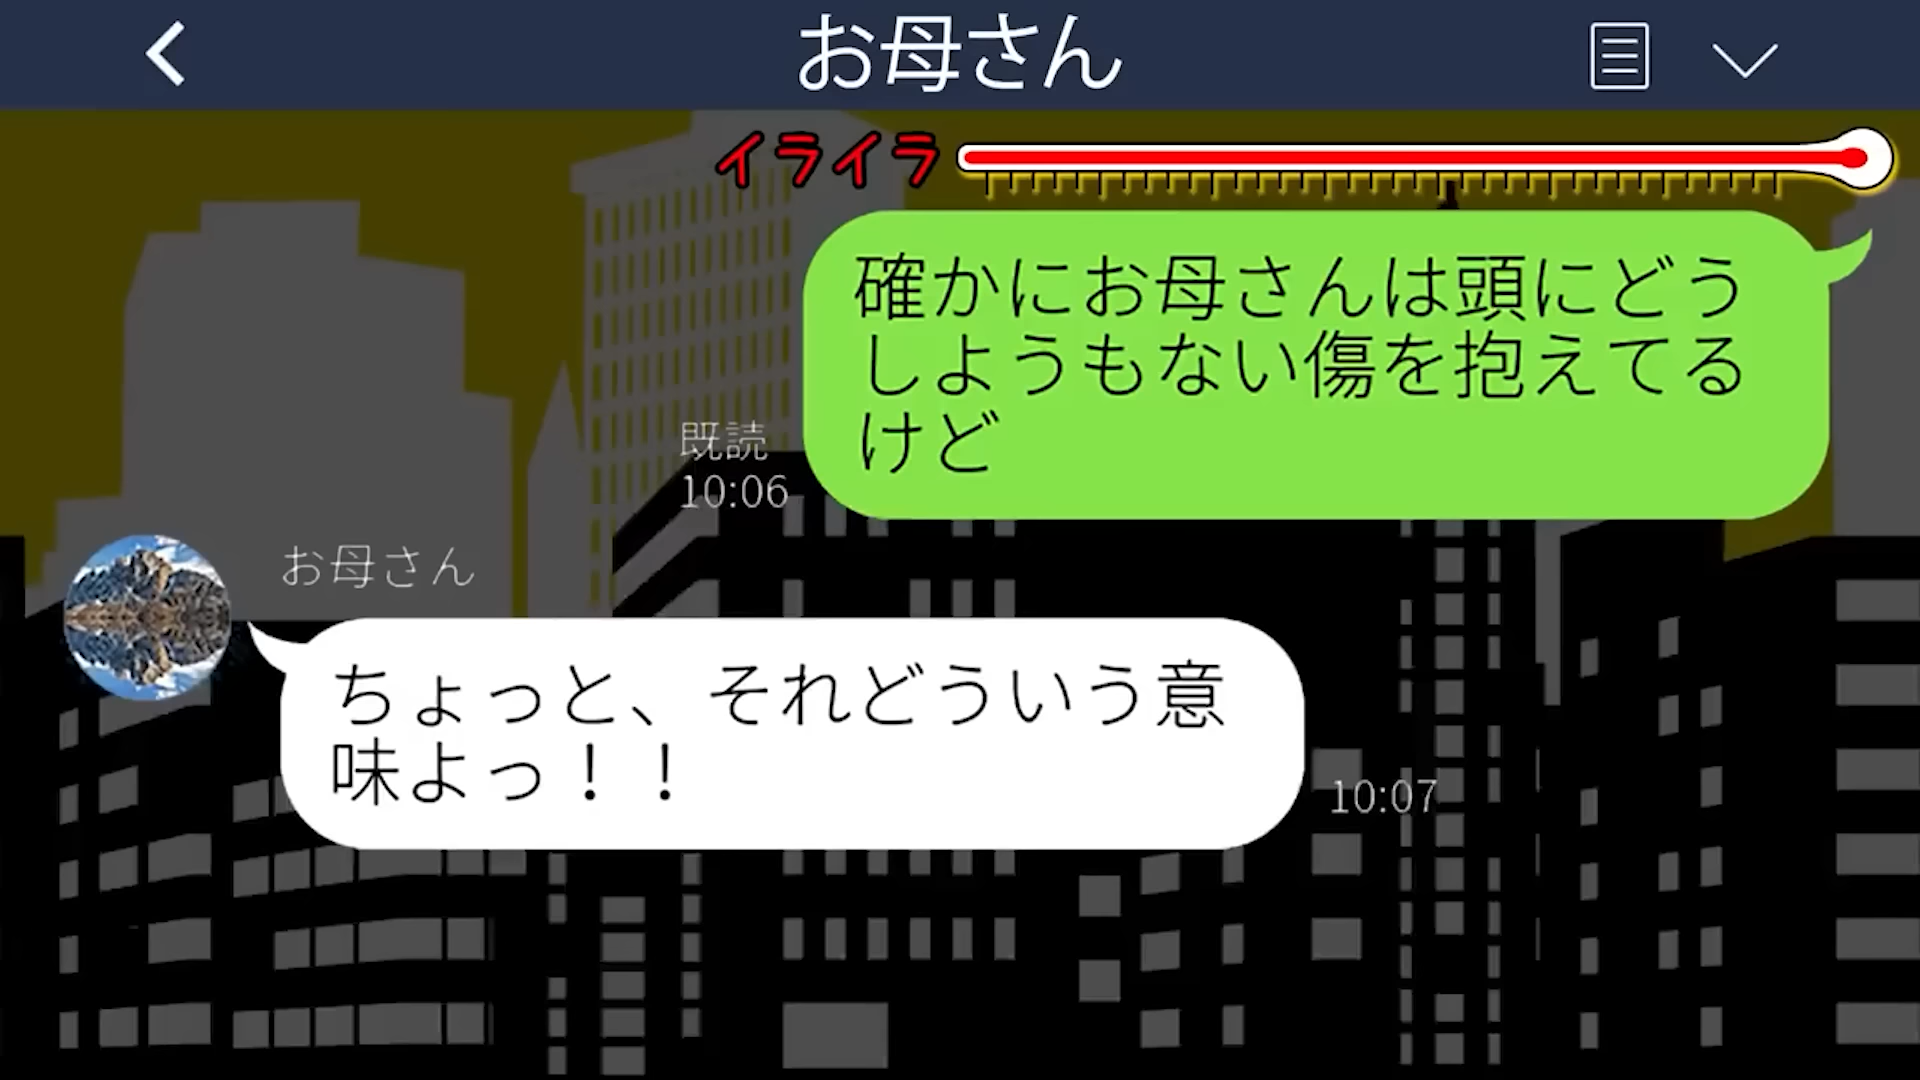 お母さん
イライラ
確かにお母さんは頭にどう
しようもない傷を抱えてる
けど
既読
10:06
お母さん
ちょっと、それどういう意
味よっ！！
10:07